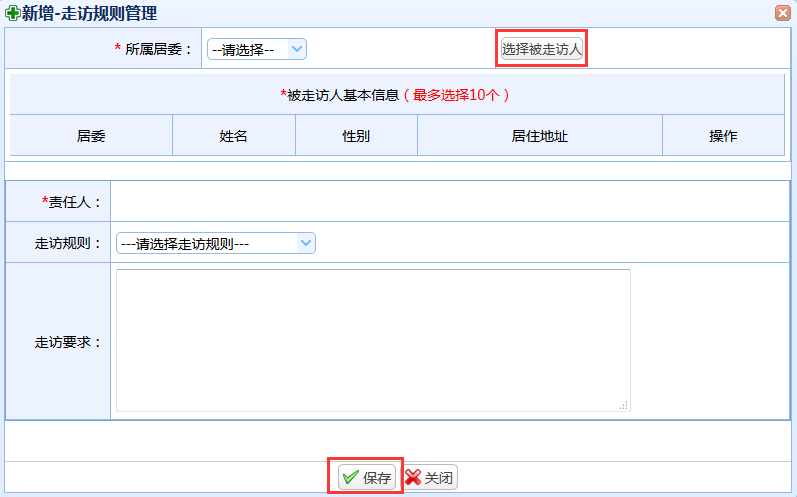 新增-走访规则管理
* 所属居委： --请选择-- 选择被走访人
*被走访人基本信息（最多选择10个）
居委 姓名 性别 居住地址 操作
*责任人：
走访规则： ---请选择走访规则---
走访要求：
保存 关闭